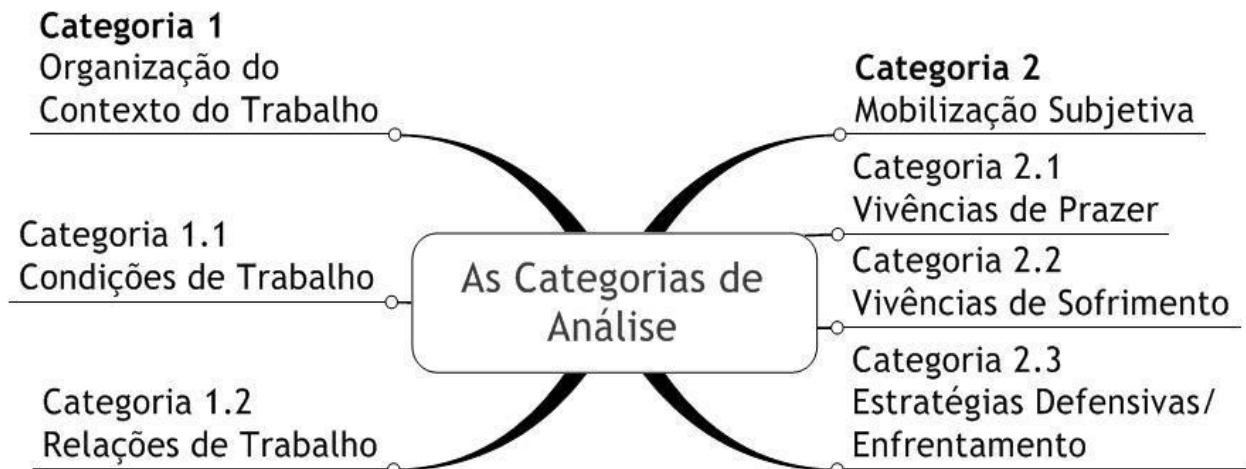 Categoria 1
Organização do
Contexto do Trabalho
Categoria 1.1
Condições de Trabalho
Categoria 1.2
Relações de Trabalho
As Categorias de
Análise
Categoria 2
Mobilização Subjetiva
Categoria 2.1
Vivências de Prazer
Categoria 2.2
Vivências de Sofrimento
Categoria 2.3
Estratégias Defensivas/
Enfrentamento